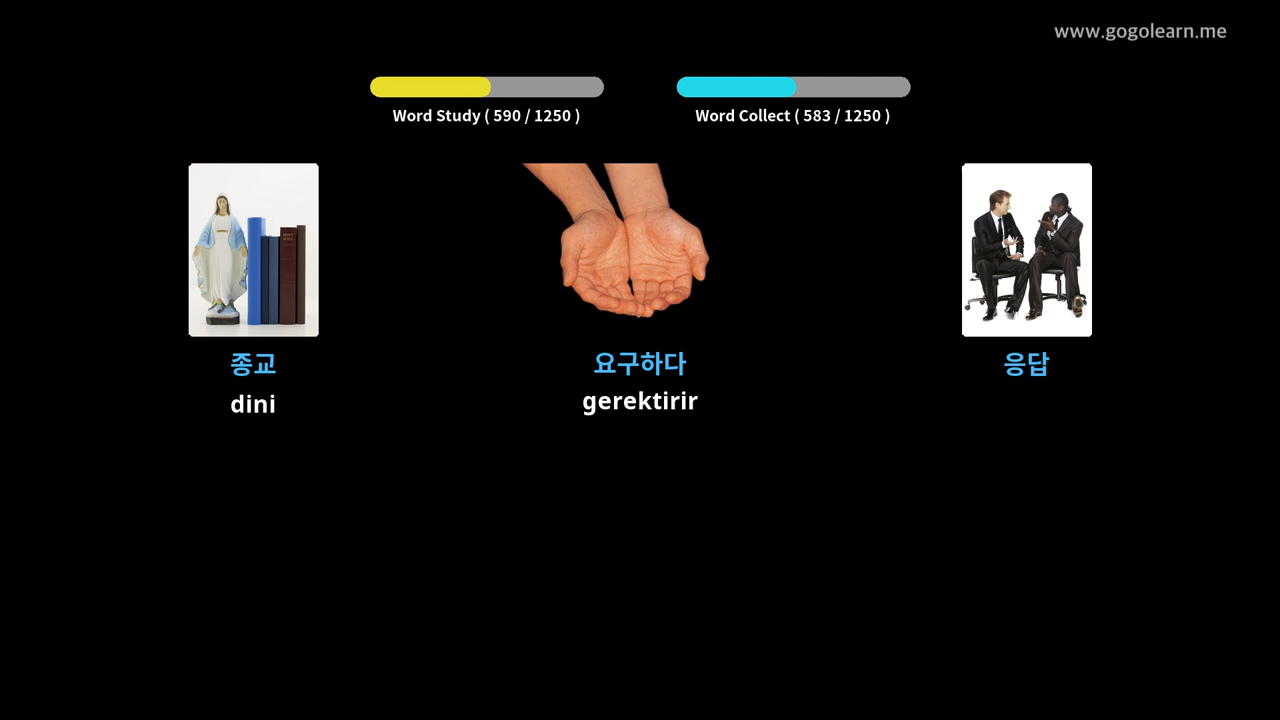 www.gogolearn.me
Word Study ( 590 / 1250 )
Word Collect ( 583 / 1250 )
종교
요구하다
응답
dini
gerektirir